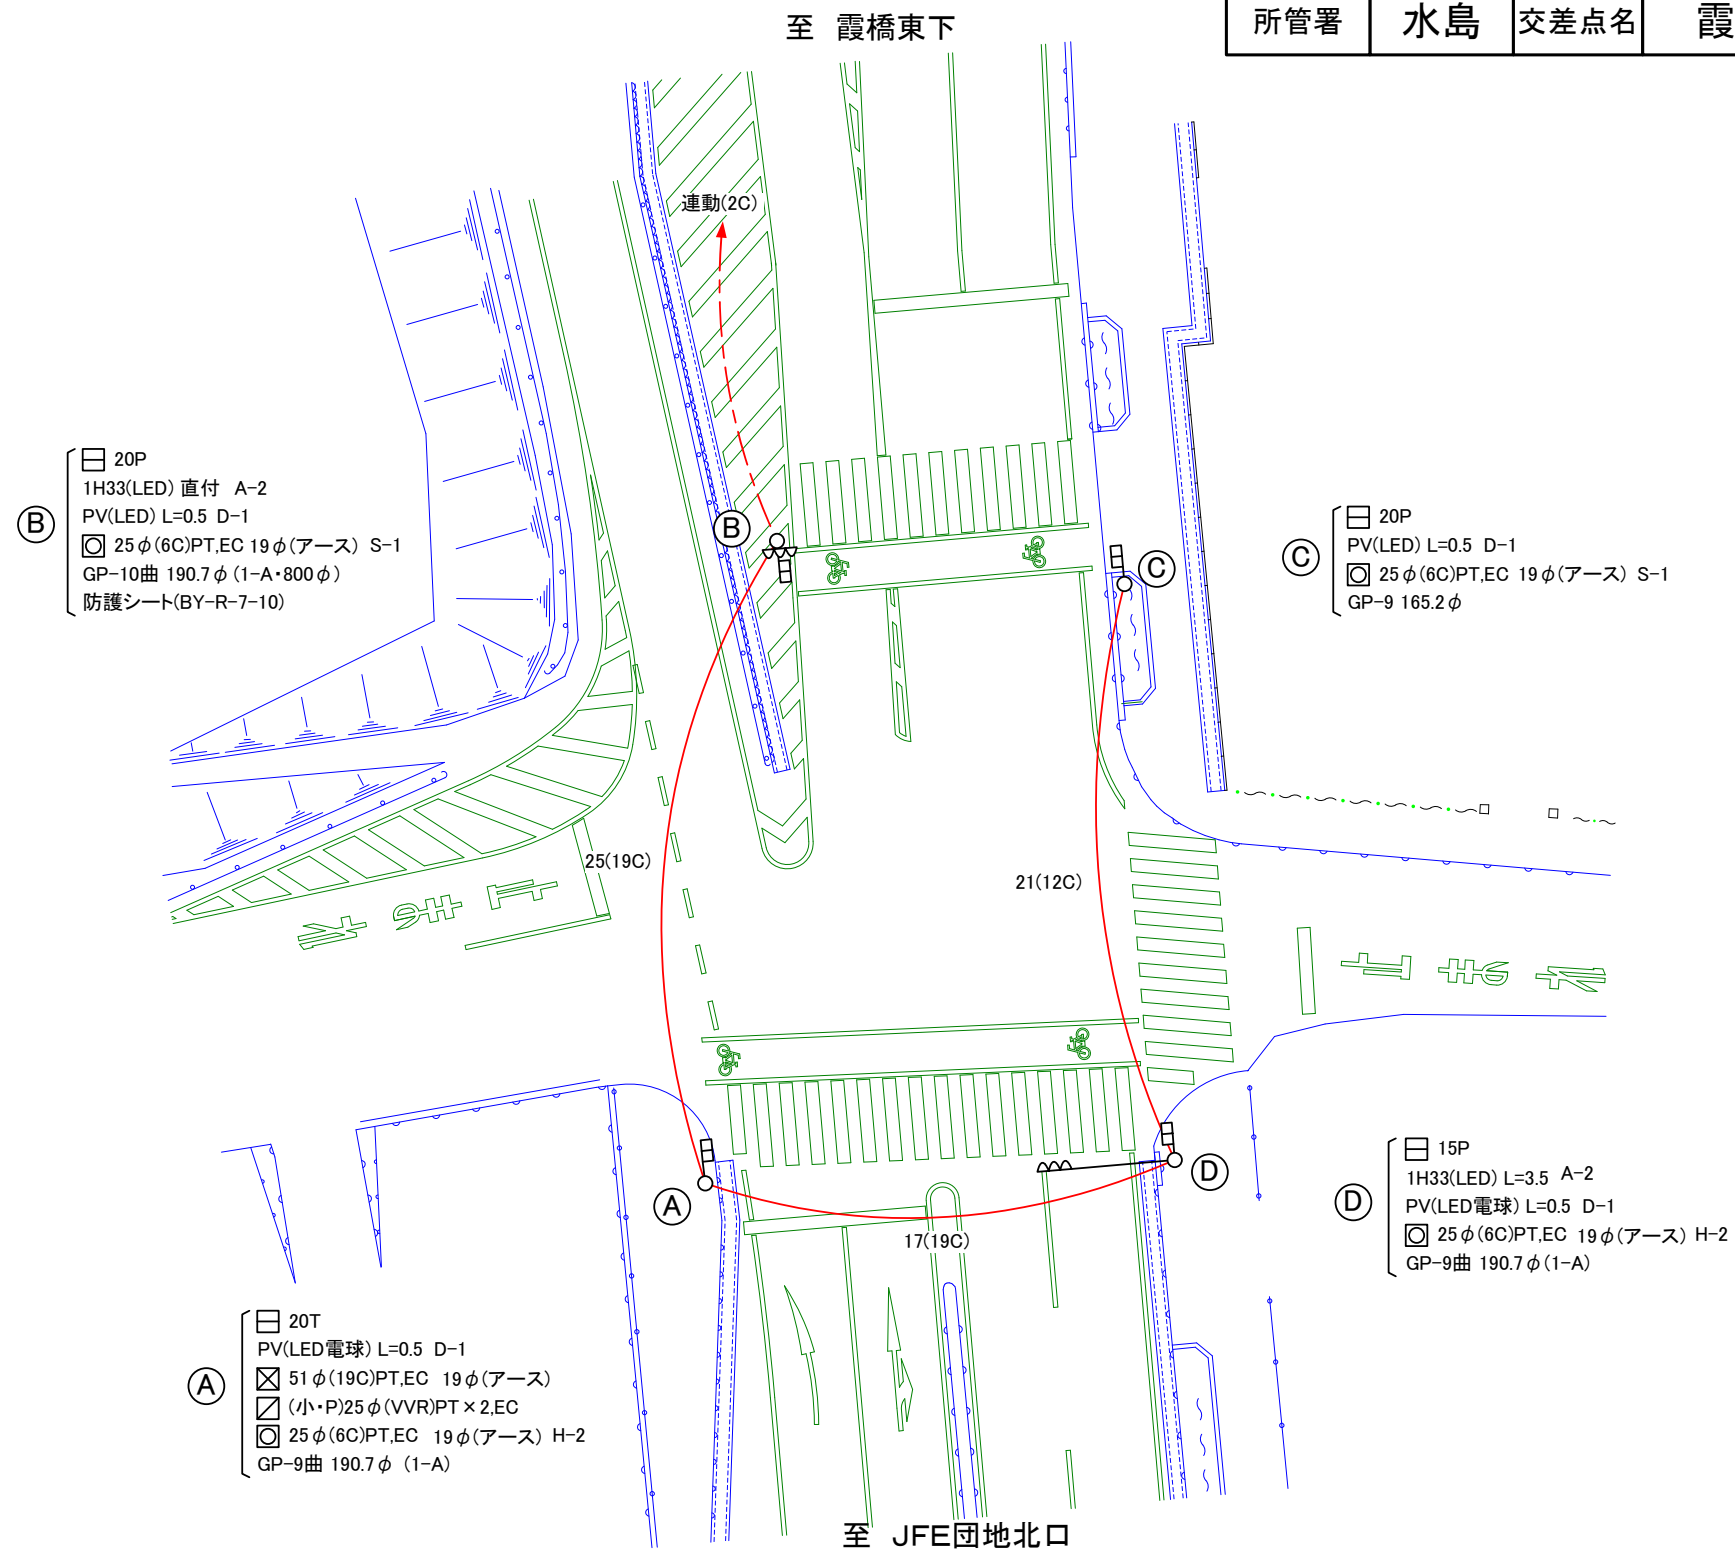 至 霞橋東下
所管署 水島 交差点名 霞
連動(2C)
B
20P
1H33(LED) 直付 A-2
PV(LED) L=0.5 D-1
25φ(6C)PT,EC 19φ(アース) S-1
GP-10曲 190.7φ(1-A・800φ)
防護シート(BY-R-7-10)
B
C
C
20P
PV(LED) L=0.5 D-1
25φ(6C)PT,EC 19φ(アース) S-1
GP-9 165.2φ
25(19C)
21(12C)
止まれ
止まれ
A
D
17(19C)
D
15P
1H33(LED) L=3.5 A-2
PV(LED電球) L=0.5 D-1
25φ(6C)PT,EC 19φ(アース) H-2
GP-9曲 190.7φ(1-A)
A
20T
PV(LED電球) L=0.5 D-1
51φ(19C)PT,EC 19φ(アース)
(小・P)25φ(VVR)PT×2,EC
25φ(6C)PT,EC 19φ(アース) H-2
GP-9曲 190.7φ (1-A)
至 JFE団地北口